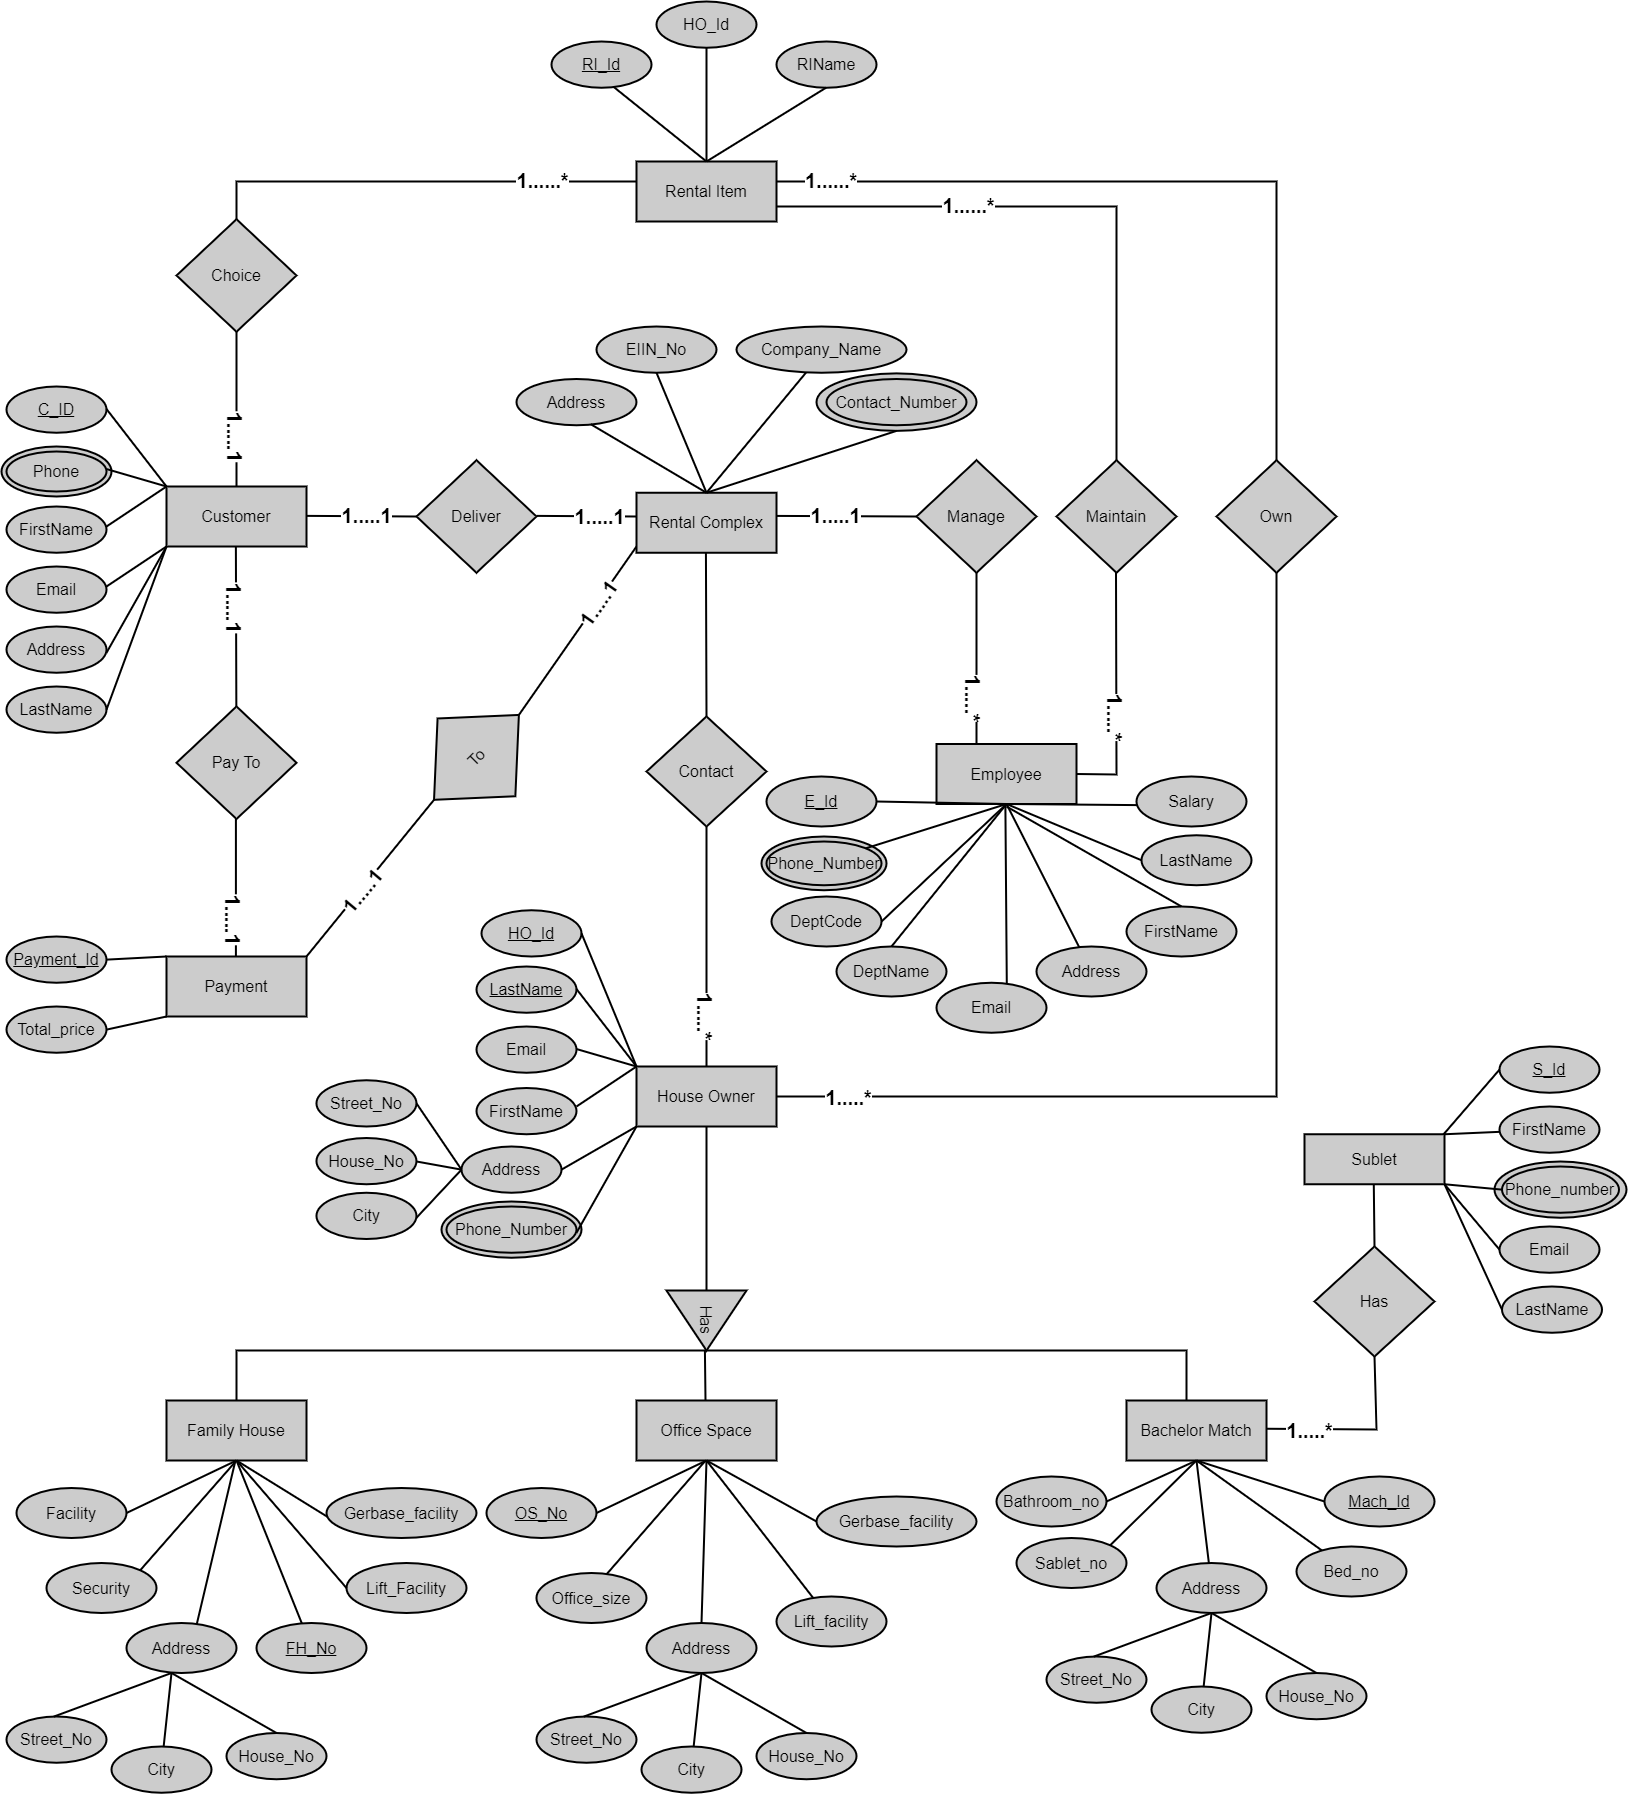 HO_Id
RI_Id
RIName
1......*
Rental Item
1......*
1......*
Choice
EIIN_No
Company_Name
Address
Contact_Number
C_ID
Phone
FirstName
Email
Address
LastName
1......1
Customer
1.....1
Deliver
1.....1
Rental Complex
1.....1
Manage
Maintain
Own
1......1
1......1
Pay To
To
Contact
1.....*
1.....*
Employee
E_Id
Salary
Phone_Number
LastName
DeptCode
FirstName
DeptName
Address
Email
1......1
1......1
Payment_Id
Payment
Total_price
HO_Id
LastName
Email
FirstName
1.....*
House Owner
1.....*
Street_No
House_No
City
Address
Phone_Number
S_Id
FirstName
Sublet
Phone_number
Email
LastName
Has
Has
Family House
Office Space
Bachelor Match
1.....*
Facility
Gerbase_facility
Security
Lift_Facility
Address
FH_No
Street_No
City
House_No
OS_No
Gerbase_facility
Office_size
Lift_facility
Address
Street_No
City
House_No
Bathroom_no
Mach_Id
Sablet_no
Bed_no
Address
Street_No
City
House_No